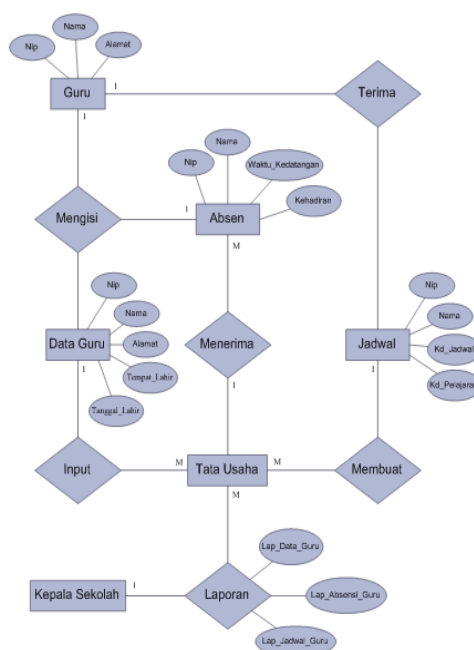 Nama
Nip
Alamat
Guru
1
1
Terima
Nama
Nip
Waktu_Kedatangan
Kehadiran
Mengisi
1
Absen
M
Nip
Nama
Data Guru
Alamat
1
Tempat_Lahir
Tanggal_Lahir
Menerima
1
Nip
Nama
Jadwal
Kd_Jadwal
1
Kd_Pelajaran
Input
M
Tata Usaha
M
M
Membuat
Lap_Data_Guru
Kepala Sekolah
1
Laporan
Lap_Absensi_Guru
Lap_Jadwal_Guru